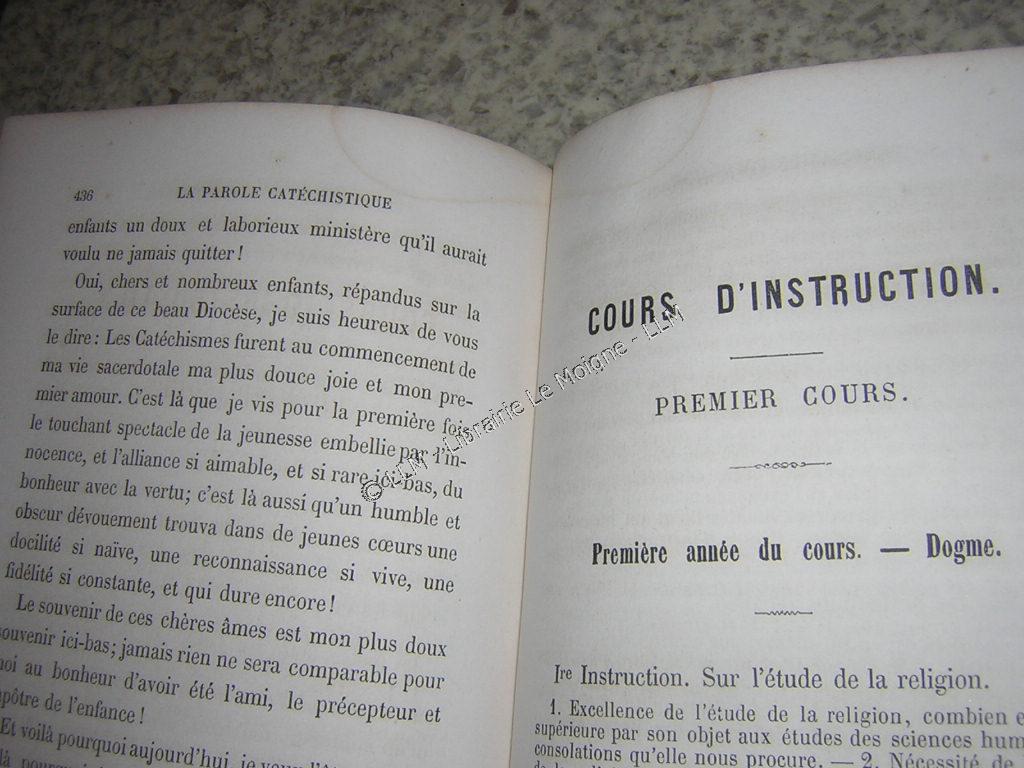 436 LA PAROLE CATÉCHISTIQUE
enfants un doux et laborieux ministère qu'il aurait
voulu ne jamais quitter !
Oui, chers et nombreux enfants, répandus sur la
surface de ce beau Diocèse, je suis heureux de vous
le dire : Les Catéchismes furent au commencement de
ma vie sacerdotale ma plus douce joie et mon pre-
mier amour. C'est là que je vis pour la première fois
le touchant spectacle de la jeunesse embellie par l'in-
nocence, et l'alliance si aimable, et si rare ici-bas, du
bonheur avec la vertu; c'est là aussi qu'un humble et
obscur dévouement trouva dans de jeunes cœurs une
docilité si naïve, une reconnaissance si vive, une
fidélité si constante, et qui dure encore !
Le souvenir de ces chères âmes est mon plus doux
souvenir ici-bas; jamais rien ne sera comparable pour
moi au bonheur d'avoir été l'ami, le précepteur et
apôtre de l'enfance !
Et voilà pourquoi aujourd'hui, je
COURS D'INSTRUCTION.
PREMIER COURS.
Première année du cours. — Dogme.
Ire Instruction. Sur l'étude de la religion.
1. Excellence de l'étude de la religion, combien e
supérieure par son objet aux études des sciences hum
consolations qu'elle nous procure. — 2. Nécessité de
© LLM - Librairie Le Moigne - LLM